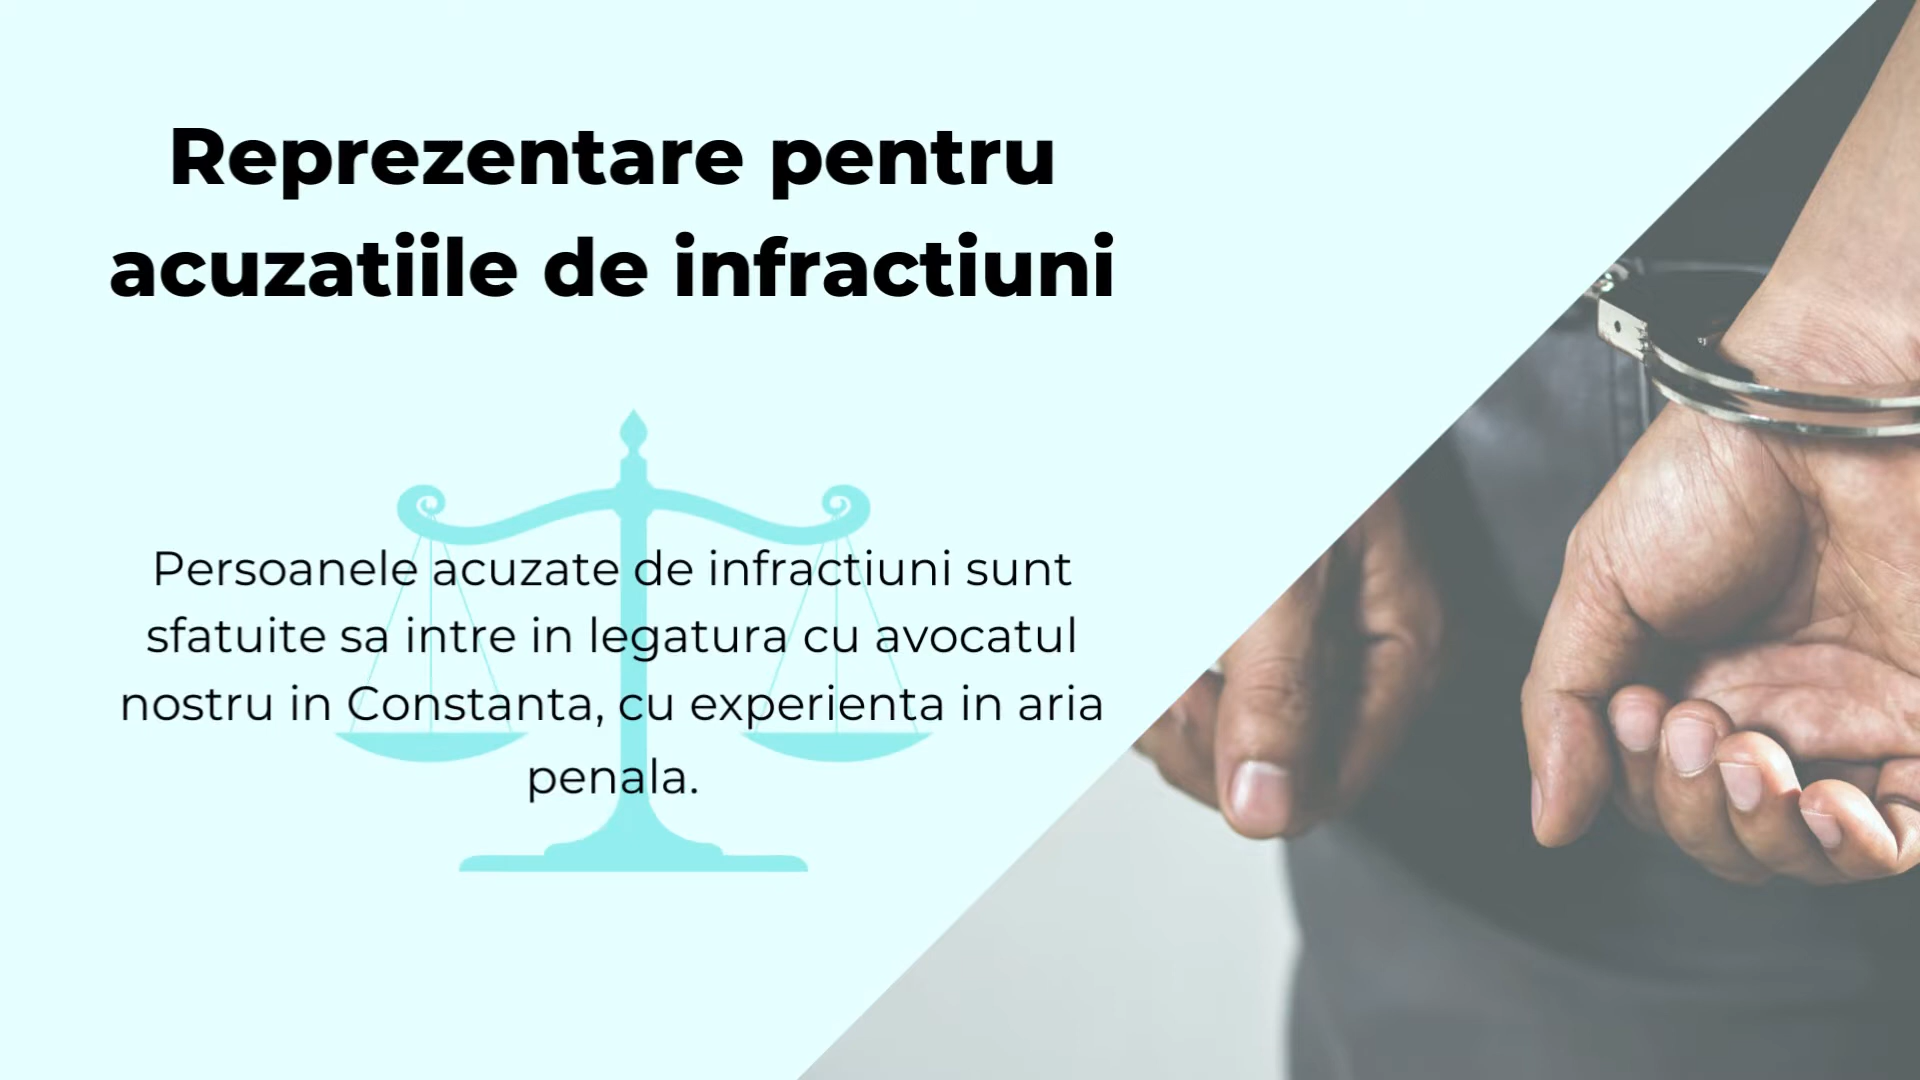 Reprezentare pentru
acuzatiile de infractiuni
Persoanele acuzate de infractiuni sunt
sfatuite sa intre in legatura cu avocatul
nostru in Constanta, cu experienta in aria
penala.